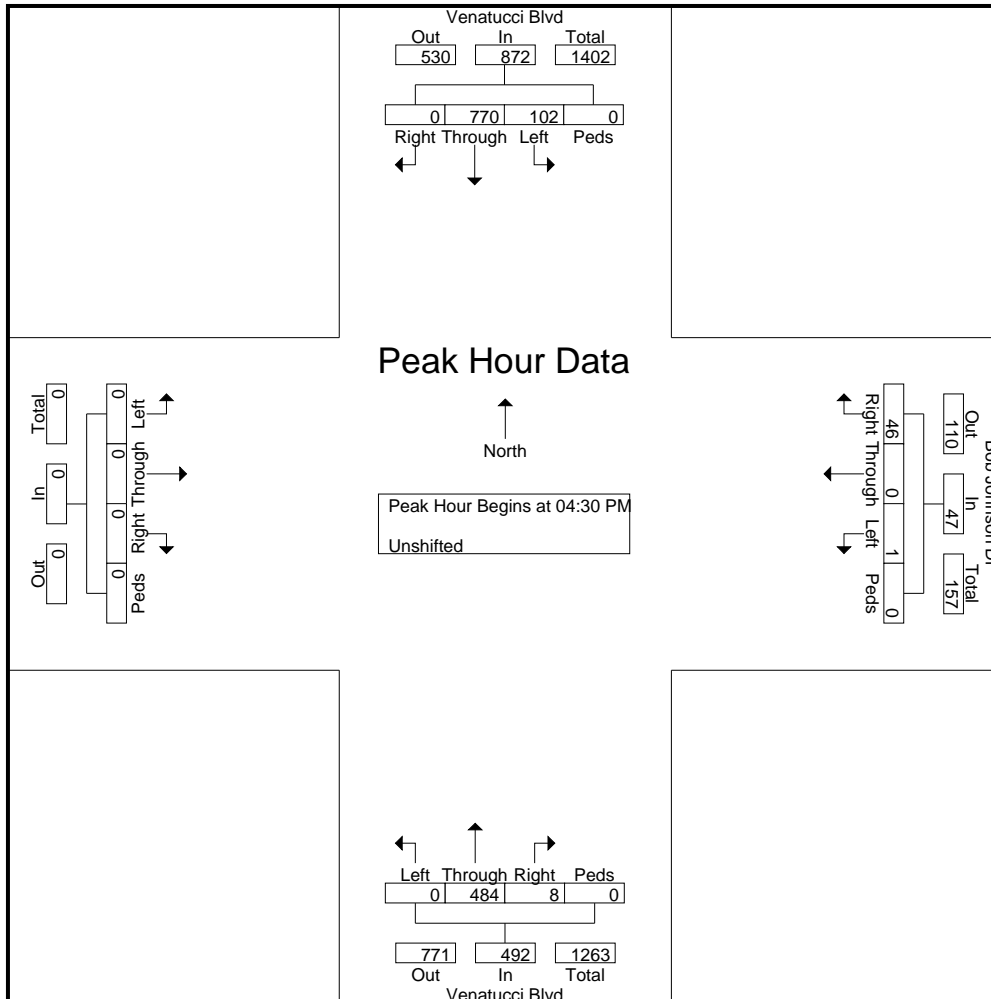 Venatucci Blvd
Out In Total
530 872 1402
0 770 102 0
Right Through Left Peds
Peak Hour Data
North
Peak Hour Begins at 04:30 PM
Unshifted
Total In Out
0 0 0
0 0 0 0
Left Through Right Peds
Right Through Left Peds
46 0 1 0
110 47 157
Out In Total
Left Through Right Peds
0 484 8 0
771 492 1263
Out In Total
Venatucci Blvd